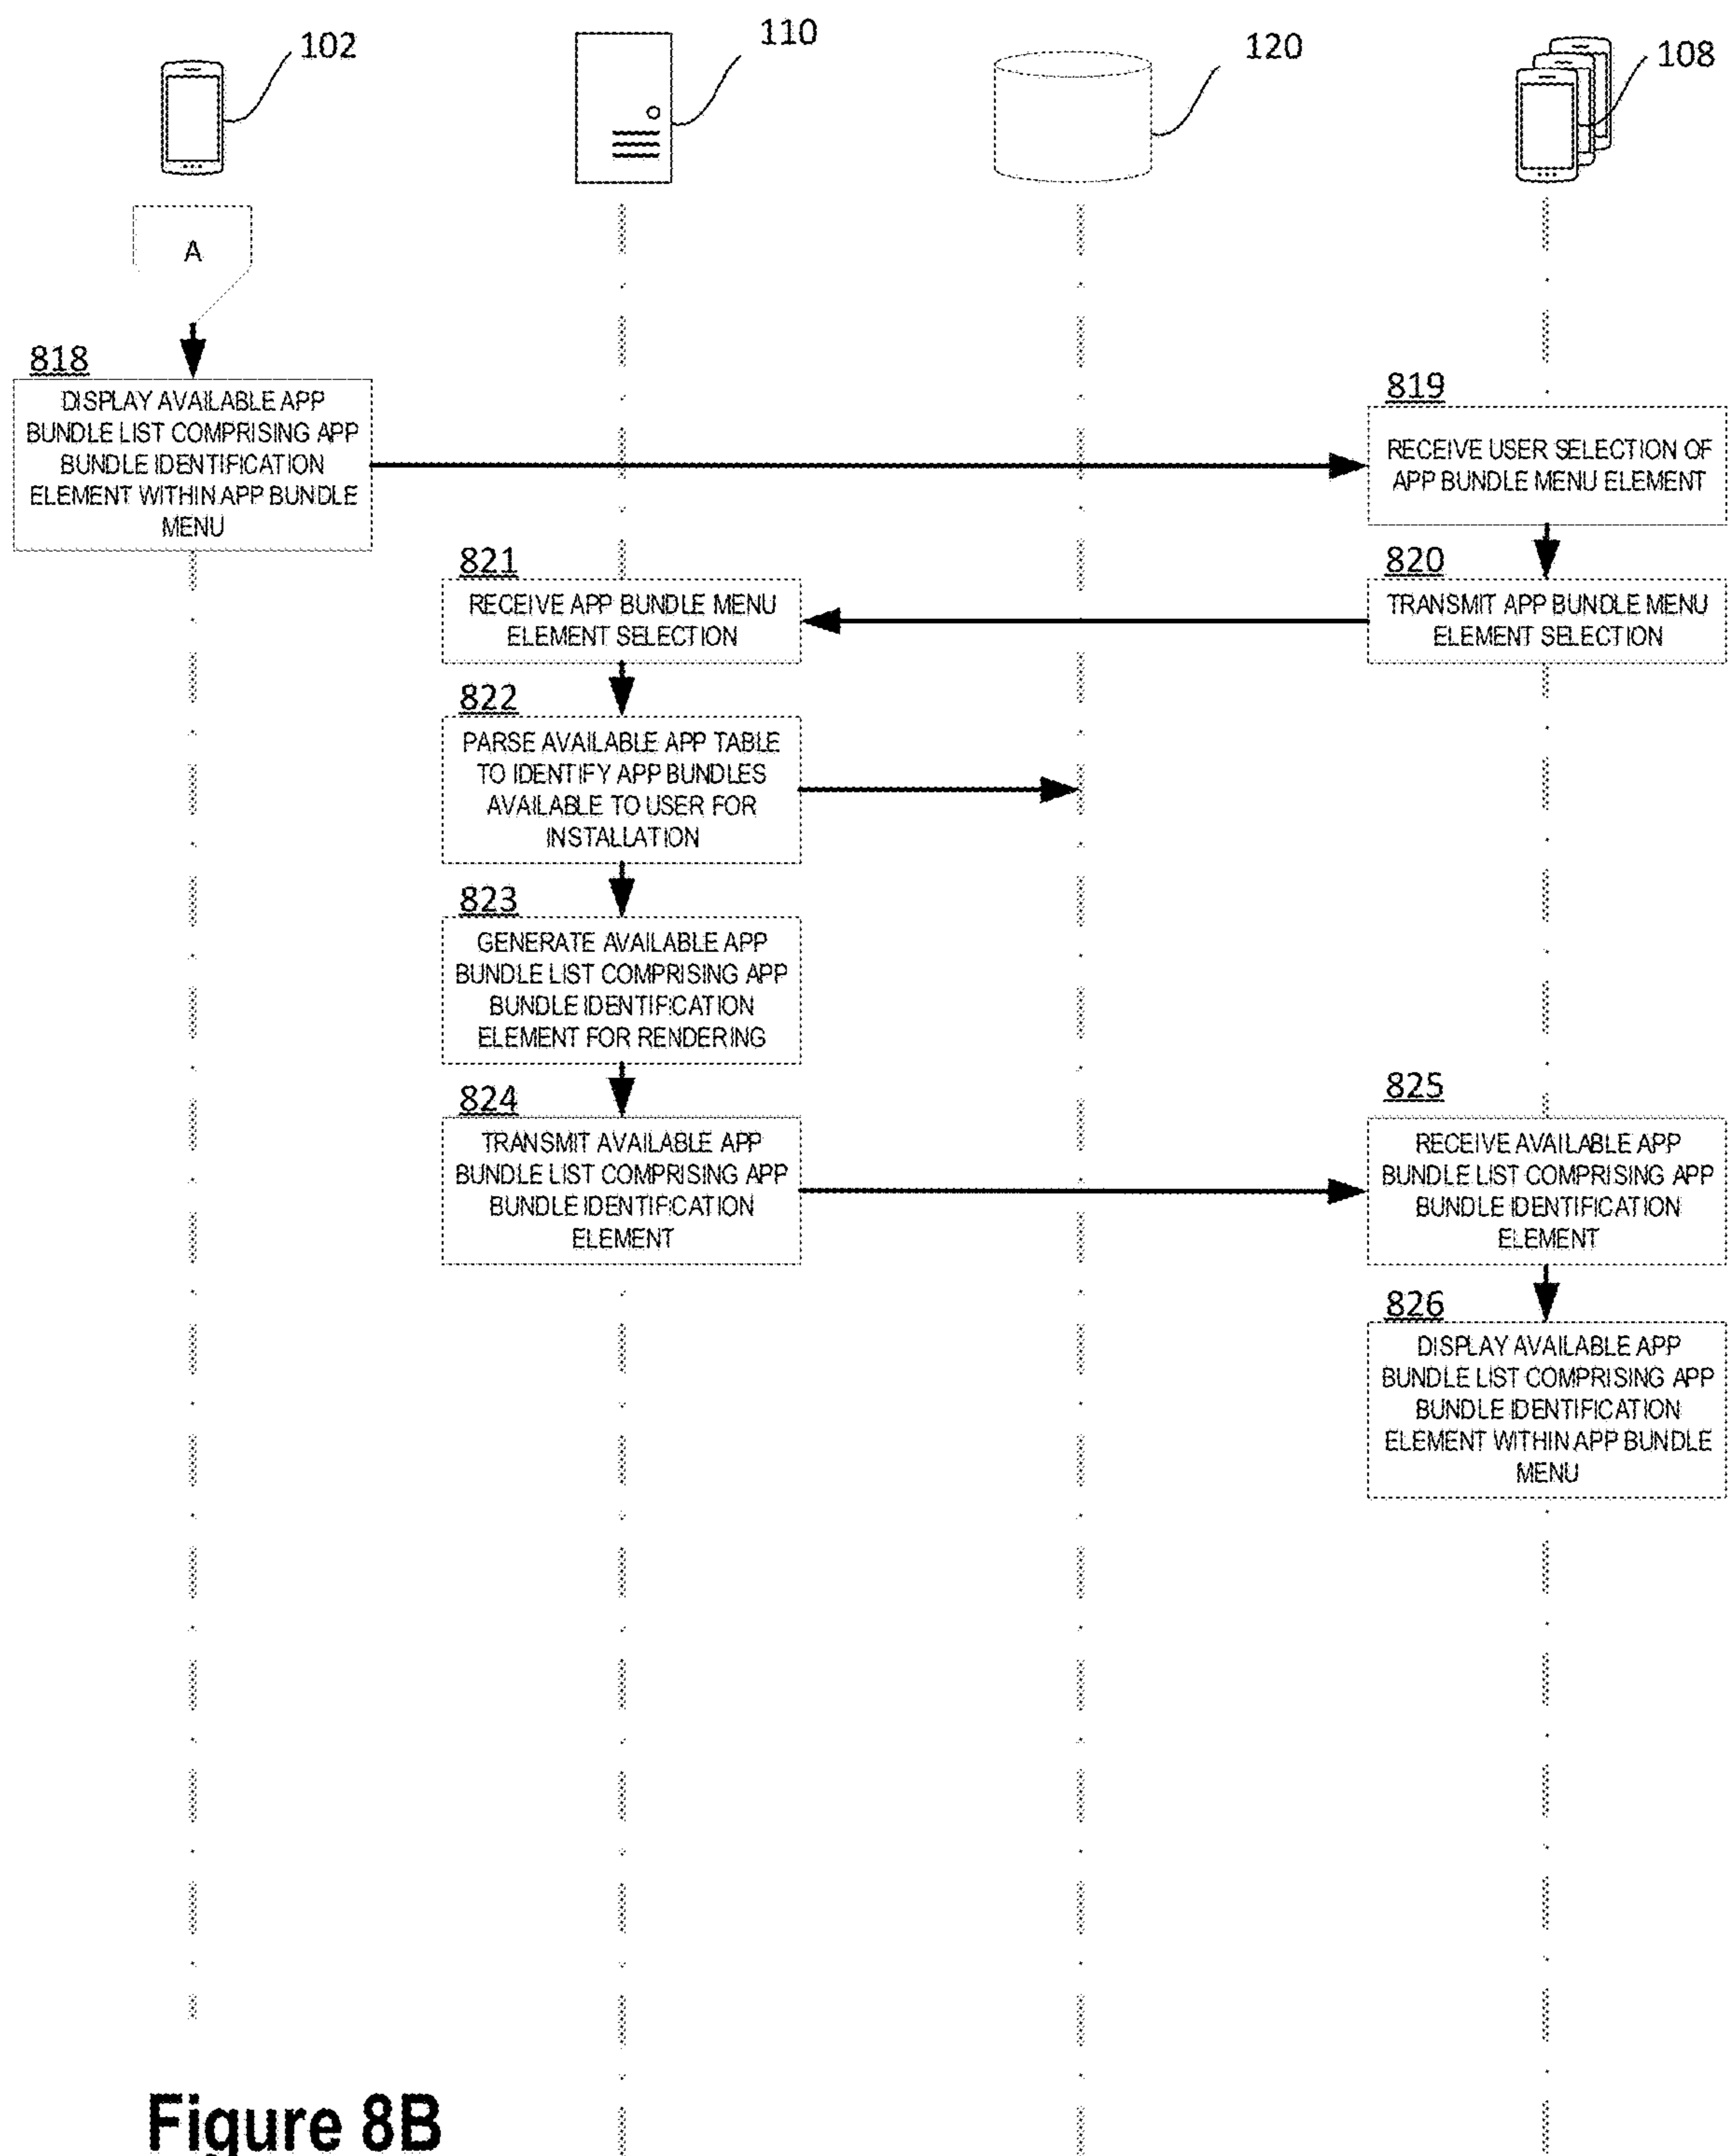 102
110
120
108
A
818
DISPLAY AVAILABLE APP
BUNDLE LIST COMPRISING APP
BUNDLE IDENTIFICATION
ELEMENT WITHIN APP BUNDLE
MENU
819
RECEIVE USER SELECTION OF
APP BUNDLE MENU ELEMENT
820
TRANSMIT APP BUNDLE MENU
ELEMENT SELECTION
821
RECEIVE APP BUNDLE MENU
ELEMENT SELECTION
822
PARSE AVAILABLE APP TABLE
TO IDENTIFY APP BUNDLES
AVAILABLE TO USER FOR
INSTALLATION
823
GENERATE AVAILABLE APP
BUNDLE LIST COMPRISING APP
BUNDLE IDENTIFICATION
ELEMENT FOR RENDERING
824
TRANSMIT AVAILABLE APP
BUNDLE LIST COMPRISING APP
BUNDLE IDENTIFICATION
ELEMENT
825
RECEIVE AVAILABLE APP
BUNDLE LIST COMPRISING APP
BUNDLE IDENTIFICATION
ELEMENT
826
DISPLAY AVAILABLE APP
BUNDLE LIST COMPRISING APP
BUNDLE IDENTIFICATION
ELEMENT WITHIN APP BUNDLE
MENU
Figure 8B